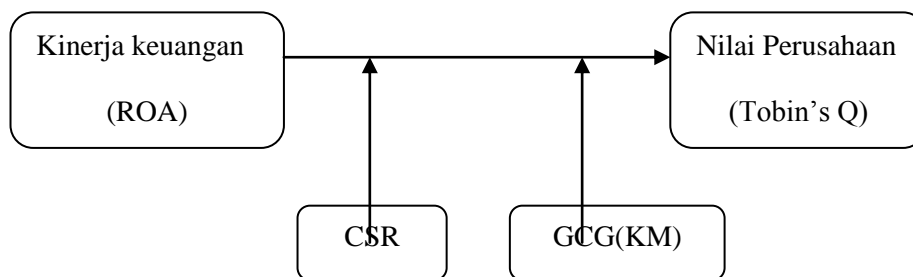 Kinerja keuangan
(ROA)
Nilai Perusahaan
(Tobin’s Q)
CSR
GCG(KM)